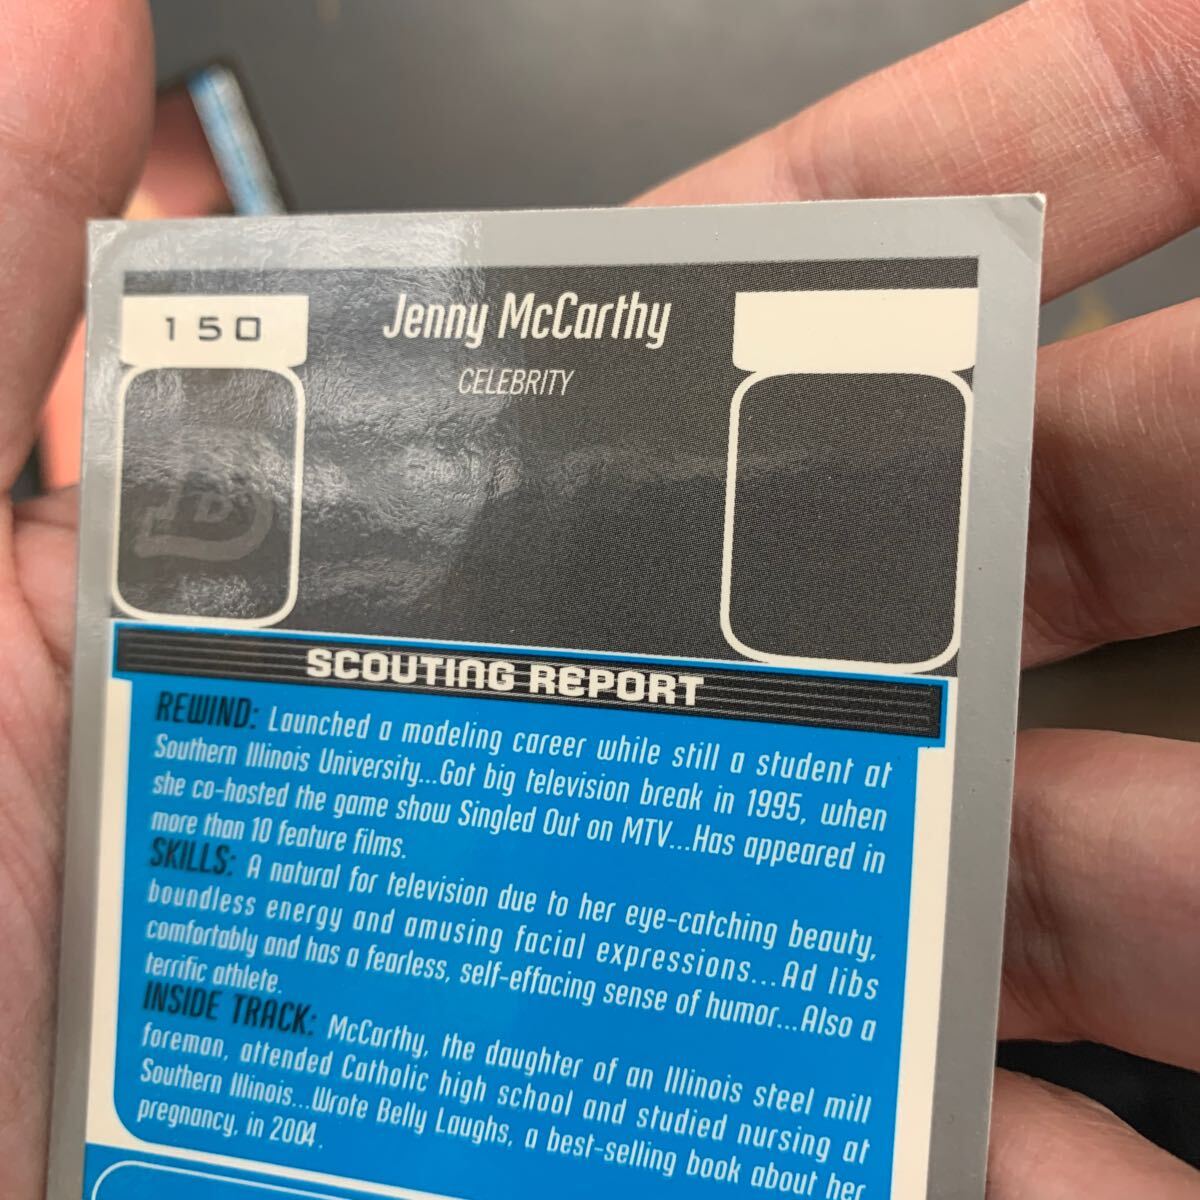 150
Jenny McCarthy
CELEBRITY
B
SCOUTING REPORT
REWIND: Launched a modeling career while still a student at
Southern Illinois University...Got big television break in 1995, when
she co-hosted the game show Singled Out on MTV...Has appeared in
more than 10 feature films.
SKILLS: A natural for television due to her eye-catching beauty,
boundless energy and amusing facial expressions...Ad libs
comfortably and has a fearless, self-effacing sense of humor...Also a
terrific athlete.
INSIDE TRACK: McCarthy, the daughter of an Illinois steel mill
foreman, attended Catholic high school and studied nursing at
Southern Illinois...Wrote Belly Laughs, a best-selling book about her
pregnancy, in 2004.